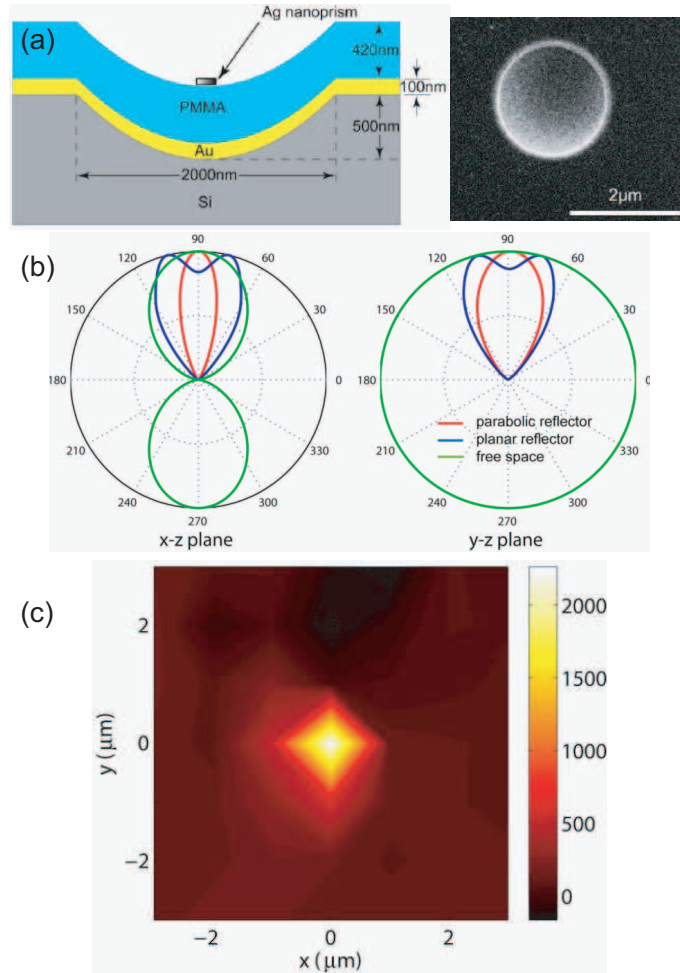 (a)
Ag nanoprism
420nm
100nm
PMMA
500nm
Au
2000nm
Si
2μm
(b)
90
120 60
150 30
180 0
210 330
240 300
270
x-z plane
90
120 60
150 30
180 0
parabolic reflector
planar reflector
free space
210 330
240 300
270
y-z plane
(c)
2000
1500
1000
500
0
2
0
−2
y (μm)
−2 0 2
x (μm)